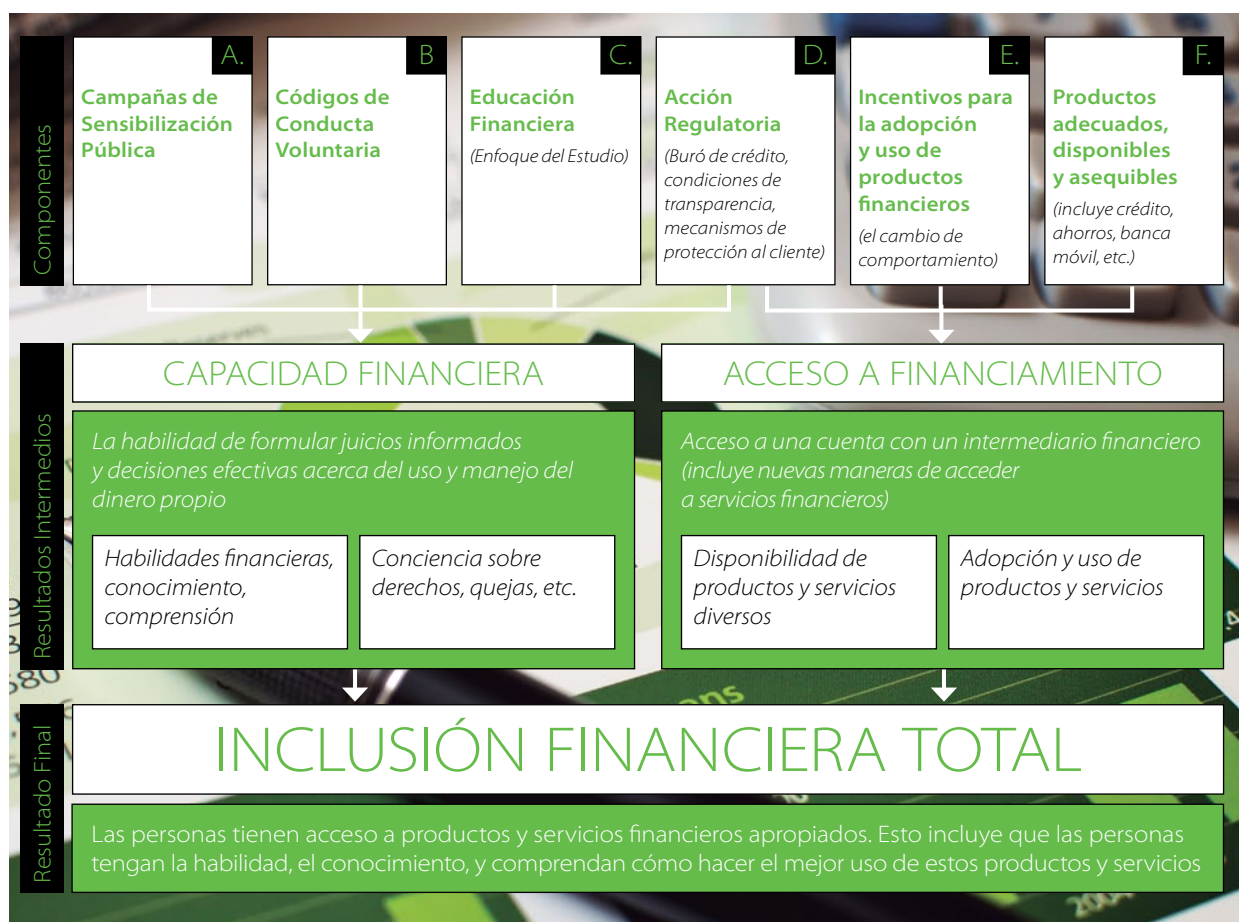 Componentes
A.
Campañas de
Sensibilización
Pública
B
Códigos de
Conducta
Voluntaria
C.
Educación
Financiera
(Enfoque del Estudio)
D.
Acción
Regulatoria
(Buró de crédito,
condiciones de
transparencia,
mecanismos de
protección al cliente)
E.
Incentivos para
la adopción
y uso de
productos
financieros
(el cambio de
comportamiento)
F.
Productos
adecuados,
disponibles
y asequibles
(incluye crédito,
ahorros, banca
móvil, etc.)
Resultados Intermedios
CAPACIDAD FINANCIERA
La habilidad de formular juicios informados
y decisiones efectivas acerca del uso y manejo del
dinero propio
Habilidades financieras,
conocimiento,
comprensión
Conciencia sobre
derechos, quejas, etc.
ACCESO A FINANCIAMIENTO
Acceso a una cuenta con un intermediario financiero
(incluye nuevas maneras de acceder
a servicios financieros)
Disponibilidad de
productos y servicios
diversos
Adopción y uso de
productos y servicios
Resultado Final
INCLUSIÓN FINANCIERA TOTAL
Las personas tienen acceso a productos y servicios financieros apropiados. Esto incluye que las personas
tengan la habilidad, el conocimiento, y comprendan cómo hacer el mejor uso de estos productos y servicios